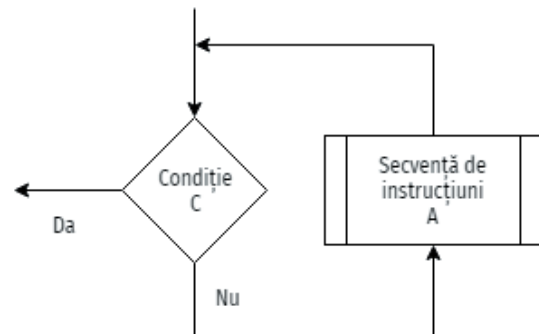 Condiție
C
Secvență de
instrucțiuni
A
Da
Nu